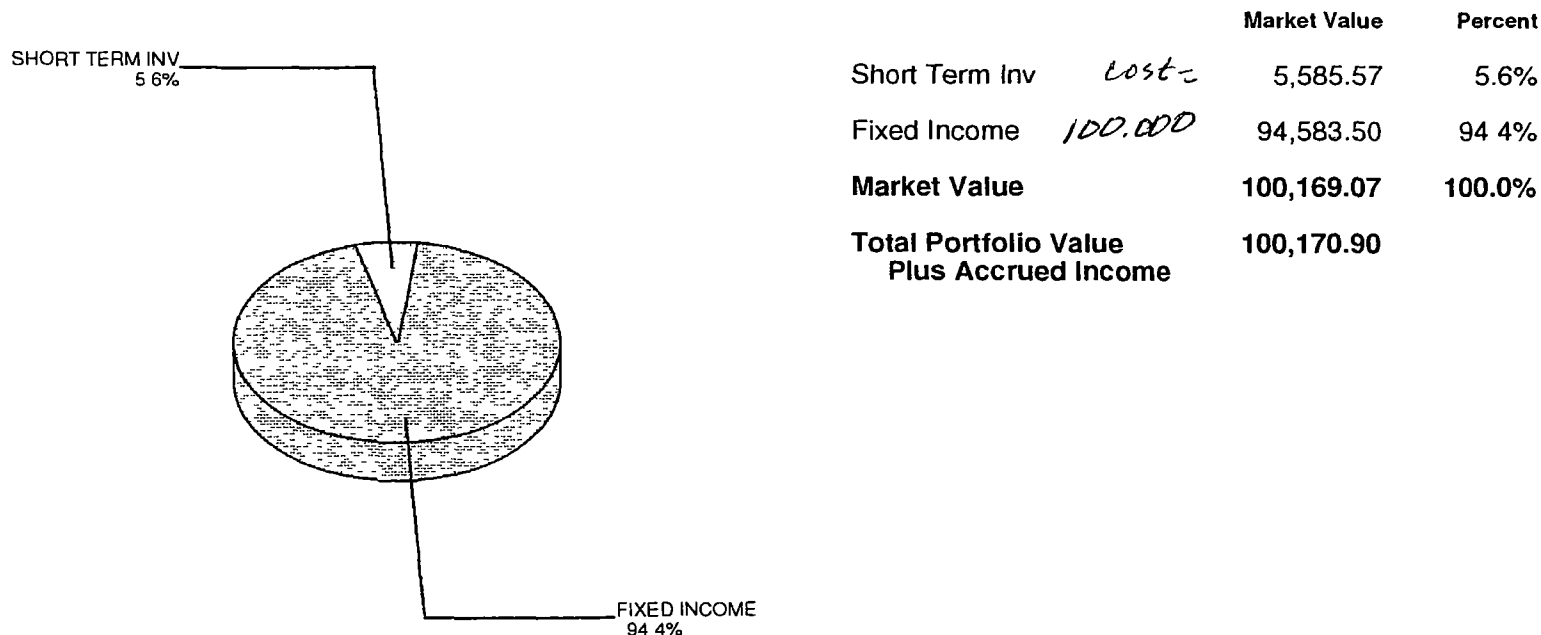 SHORT TERM INV
5 6%
FIXED INCOME
94 4%
Market Value Percent
Short Term Inv cost= 5,585.57 5.6%
Fixed Income 100.000 94,583.50 94 4%
Market Value 100,169.07 100.0%
Total Portfolio Value 100,170.90
Plus Accrued Income